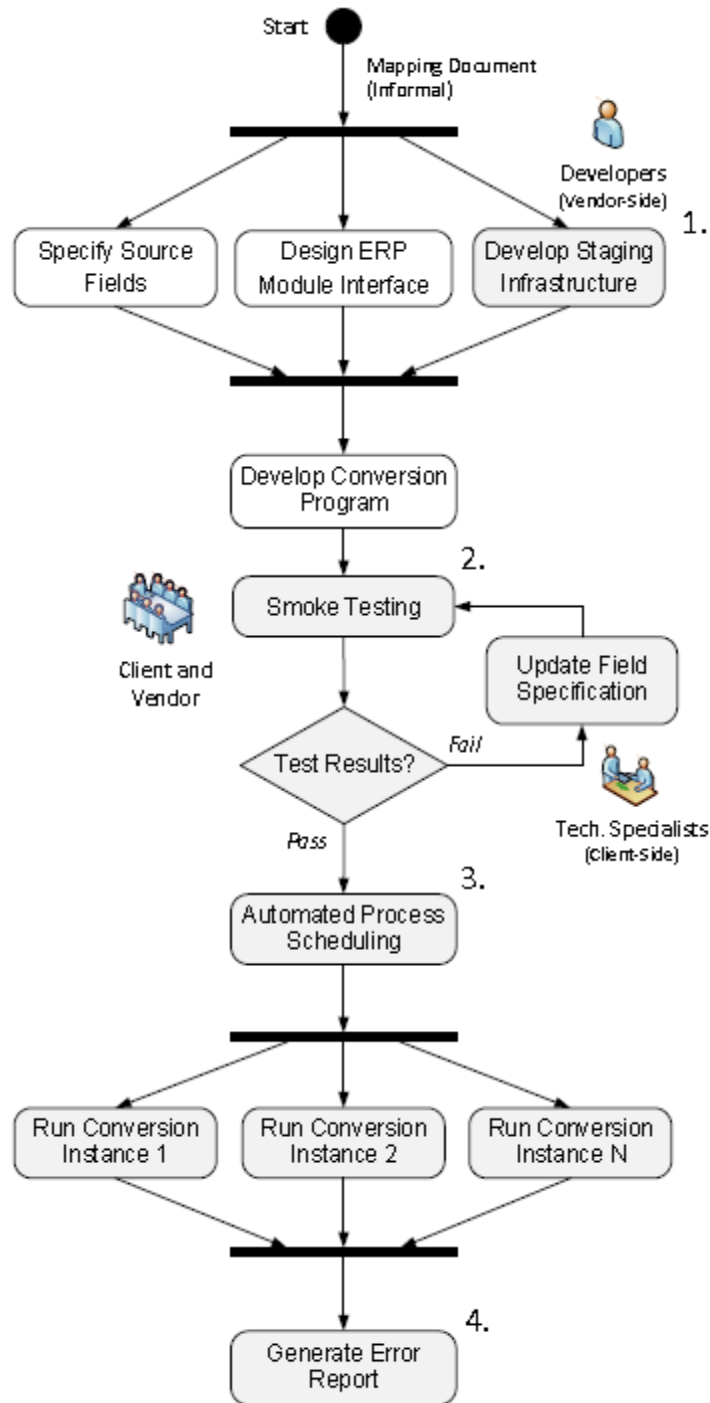 Start
Mapping Document
(Informal)
Developers
(Vendor-Side)
1.
Specify Source
Fields
Design ERP
Module Interface
Develop Staging
Infrastructure
Develop Conversion
Program
2.
Smoke Testing
Client and
Vendor
Update Field
Specification
Test Results?
Fail
Tech. Specialists
(Client-Side)
Pass
3.
Automated Process
Scheduling
Run Conversion
Instance 1
Run Conversion
Instance 2
Run Conversion
Instance N
4.
Generate Error
Report